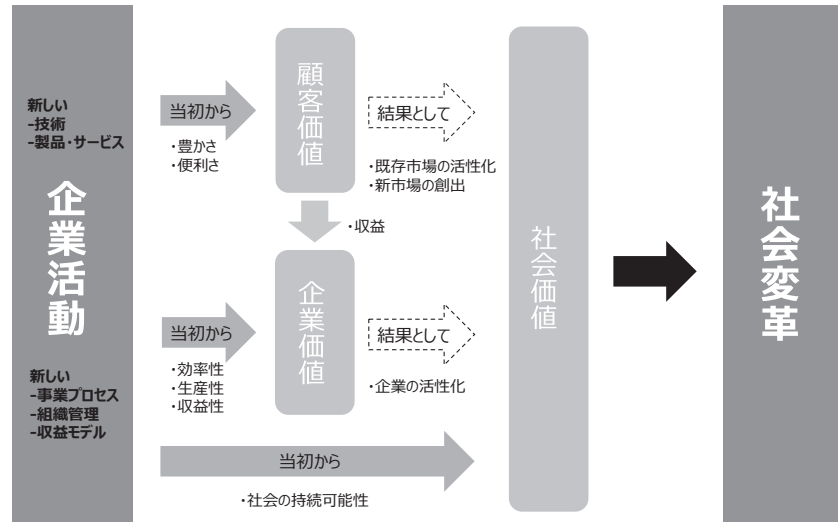 新しい
-技術
-製品・サービス
企業活動
新しい
-事業プロセス
-組織管理
-収益モデル
当初から
・豊かさ
・便利さ
顧客価値
結果として
・既存市場の活性化
・新市場の創出
・収益
当初から
・効率性
・生産性
・収益性
企業価値
結果として
・企業の活性化
当初から
・社会の持続可能性
社会価値
社会変革